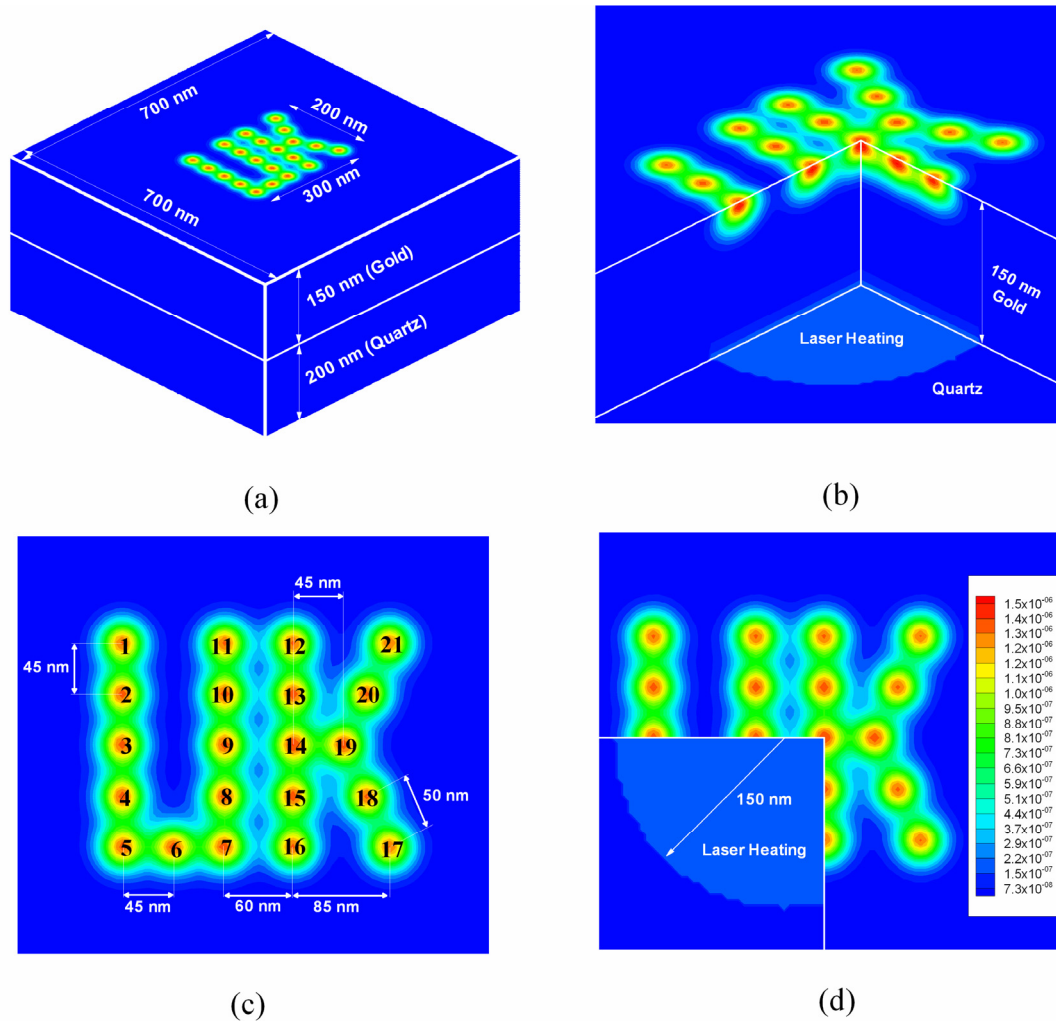 700 nm
200 nm
300 nm
700 nm
150 nm (Gold)
200 nm (Quartz)
(a)
150 nm
Gold
Laser Heating
Quartz
(b)
45 nm
1 11 12 21
45 nm
2 10 13 20
3 9 14 19
4 8 15 18
50 nm
5 6 7 16 17
45 nm 60 nm 85 nm
(c)
1.5x10⁻⁰⁶
1.4x10⁻⁰⁶
1.3x10⁻⁰⁶
1.2x10⁻⁰⁶
1.2x10⁻⁰⁶
1.1x10⁻⁰⁶
1.0x10⁻⁰⁶
9.5x10⁻⁰⁷
8.8x10⁻⁰⁷
8.1x10⁻⁰⁷
7.3x10⁻⁰⁷
6.6x10⁻⁰⁷
5.9x10⁻⁰⁷
5.1x10⁻⁰⁷
4.4x10⁻⁰⁷
3.7x10⁻⁰⁷
2.9x10⁻⁰⁷
2.2x10⁻⁰⁷
1.5x10⁻⁰⁷
7.3x10⁻⁰⁸
150 nm
Laser Heating
(d)